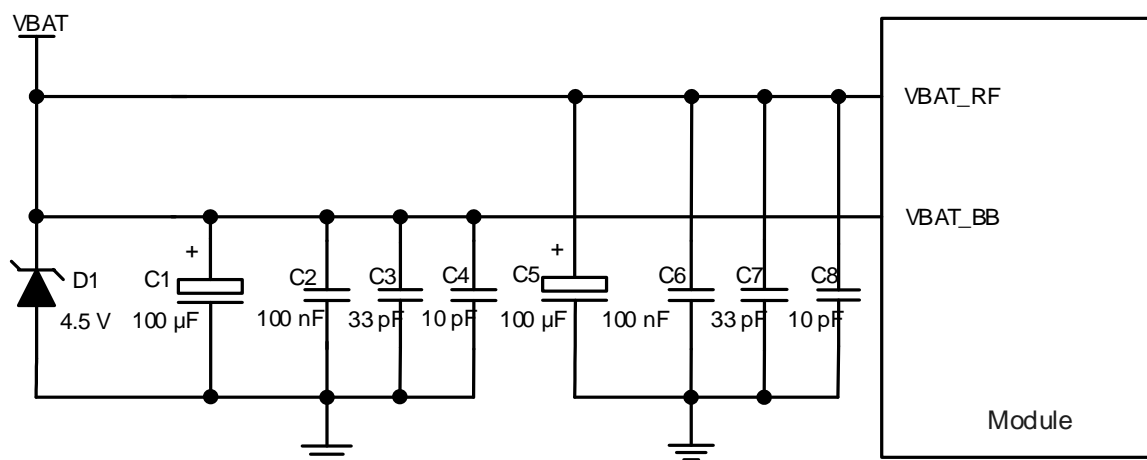 VBAT
VBAT_RF
VBAT_BB
+
+
D1
C1
C2
C3
C4
C5
C6
C7
C8
4.5 V
100 µF
100 nF
33 pF
10 pF
100 µF
100 nF
33 pF
10 pF
Module